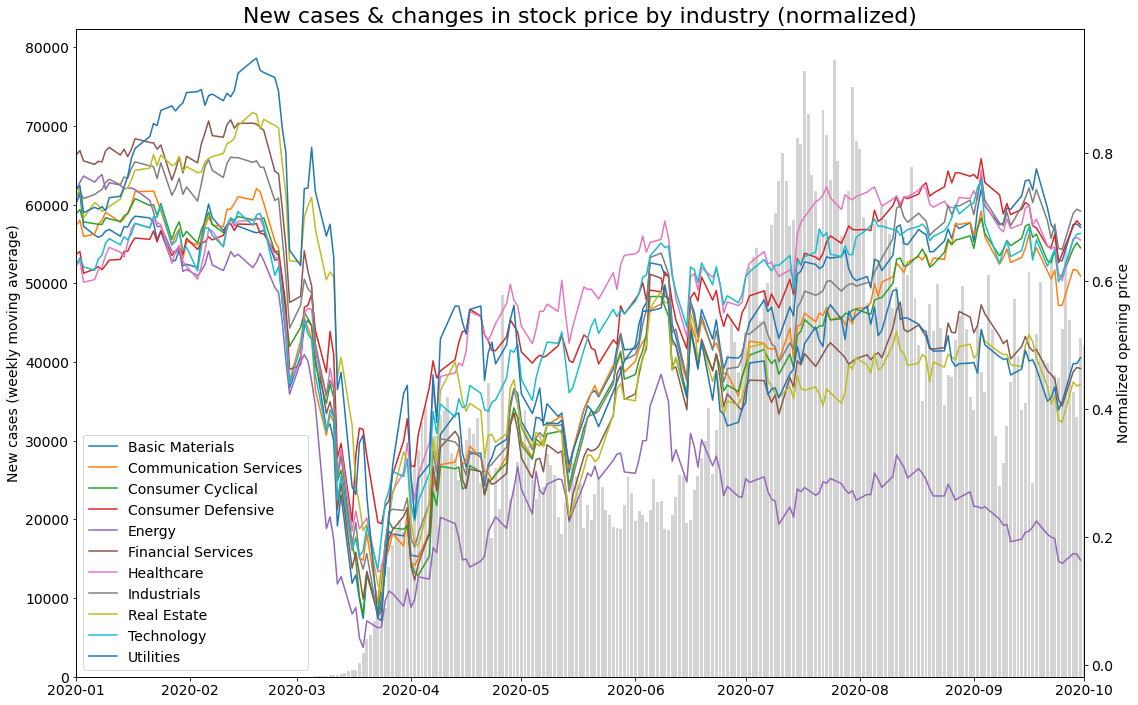 New cases & changes in stock price by industry (normalized)
80000
70000
60000
50000
40000
30000
20000
10000
0
New cases (weekly moving average)
0.8
0.6
0.4
0.2
0.0
Normalized opening price
Basic Materials
Communication Services
Consumer Cyclical
Consumer Defensive
Energy
Financial Services
Healthcare
Industrials
Real Estate
Technology
Utilities
2020-01 2020-02 2020-03 2020-04 2020-05 2020-06 2020-07 2020-08 2020-09 2020-10